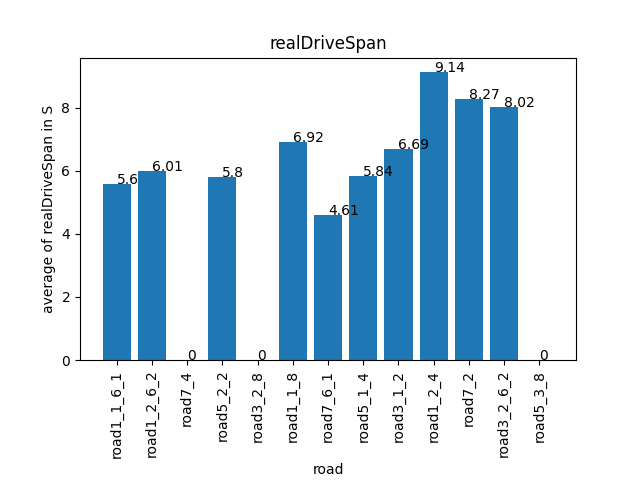 realDriveSpan
average of realDriveSpan in S
8
6
4
2
0
5.6
6.01
0
5.8
0
6.92
4.61
5.84
6.69
9.14
8.27
8.02
0
road1_1_6_1
road1_2_6_2
road7_4
road5_2_2
road3_2_8
road1_1_8
road7_6_1
road5_1_4
road3_1_2
road1_2_4
road7_2
road3_2_6_2
road5_3_8
road